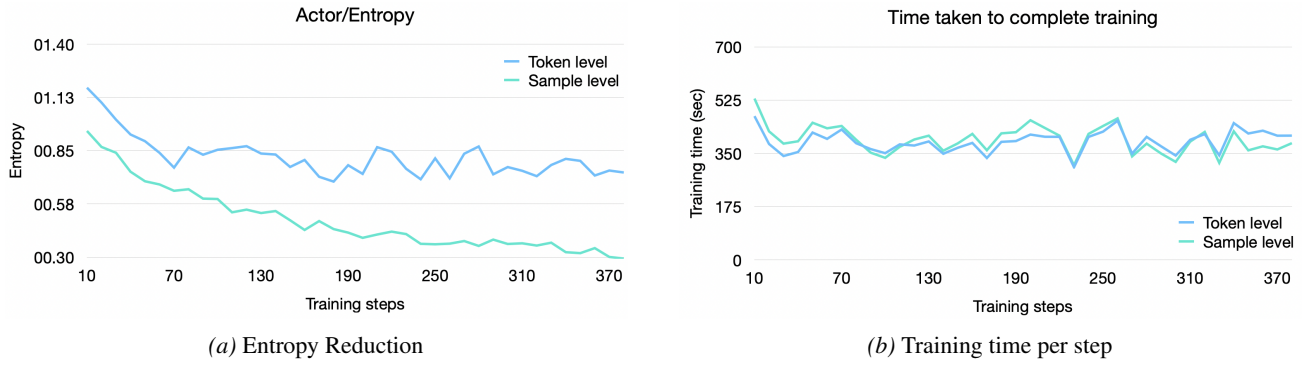 Actor/Entropy
01.40
01.13
00.85
00.58
00.30
Entropy
Token level
Sample level
10 70 130 190 250 310 370
Training steps
(a) Entropy Reduction
Time taken to complete training
700
525
350
175
0
Training time (sec)
Token level
Sample level
10 70 130 190 250 310 370
Training steps
(b) Training time per step